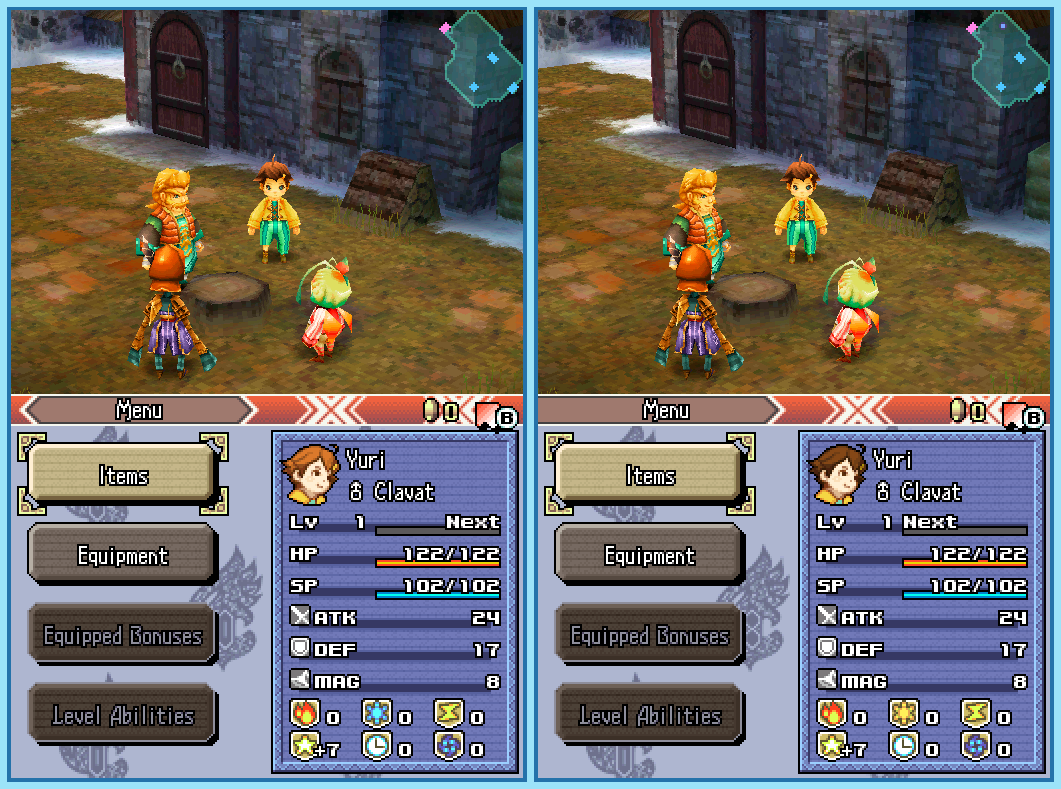 Menu
0
B
Items
Equipment
Equipped Bonuses
Level Abilities
Yuri
Clavat
Lv 1 Next
HP 122/122
SP 102/102
ATK 24
DEF 17
MAG 8
0 0 0
+7 0 0
Menu
0
B
Items
Equipment
Equipped Bonuses
Level Abilities
Yuri
Clavat
Lv 1 Next
HP 122/122
SP 102/102
ATK 24
DEF 17
MAG 8
0 0 0
+7 0 0